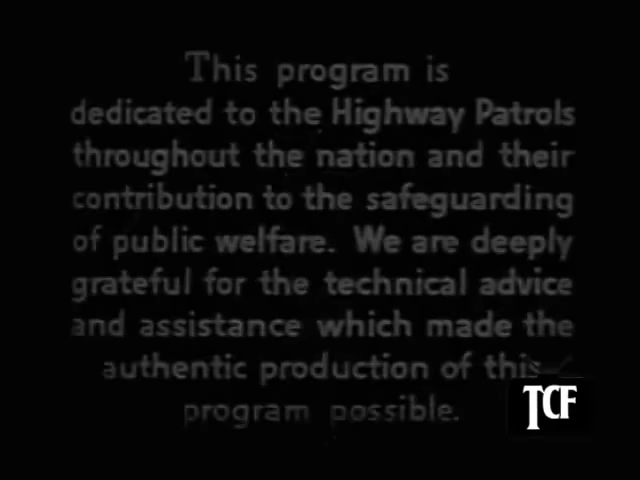 This program is
dedicated to the Highway Patrols
throughout the nation and their
contribution to the safeguarding
of public welfare. We are deeply
grateful for the technical advice
and assistance which made the
authentic production of this
program possible.
TCF